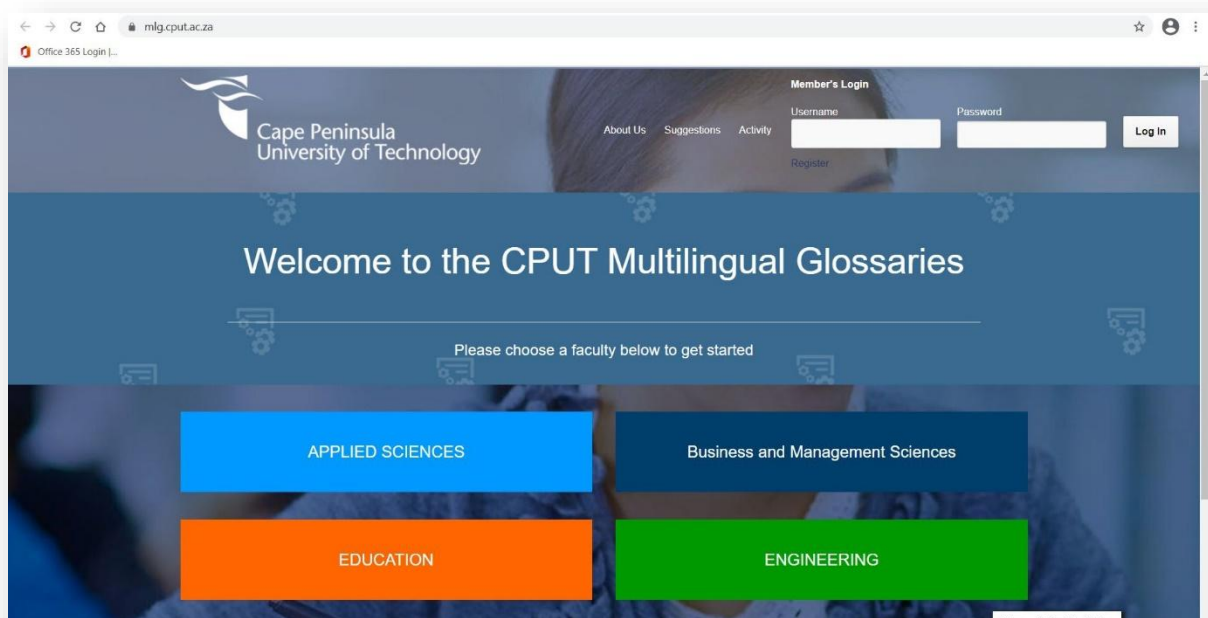 mlg.cput.ac.za
Office 365 Login |...
Member's Login
Cape Peninsula
University of Technology
About Us Suggestions Activity
Username
Password
Log In
Register
Welcome to the CPUT Multilingual Glossaries
Please choose a faculty below to get started
APPLIED SCIENCES
Business and Management Sciences
EDUCATION
ENGINEERING